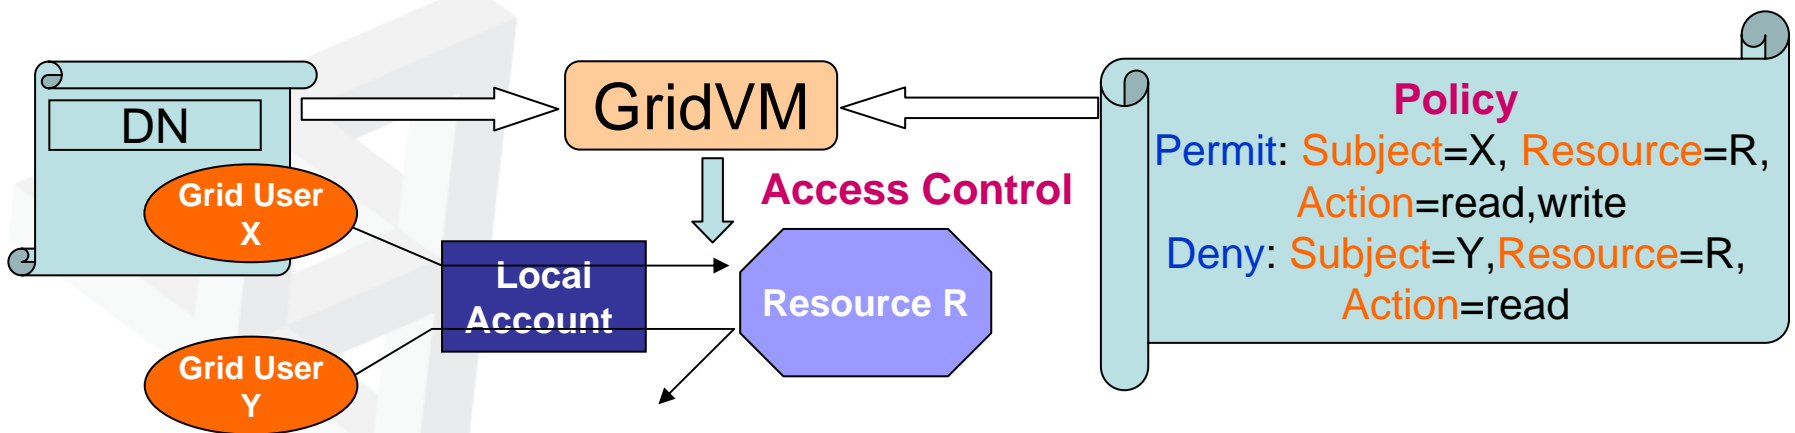 DN
GridVM
Policy
Permit: Subject=X, Resource=R,
Action=read,write
Deny: Subject=Y,Resource=R,
Action=read
Access Control
Grid User
X
Local
Account
Resource R
Grid User
Y